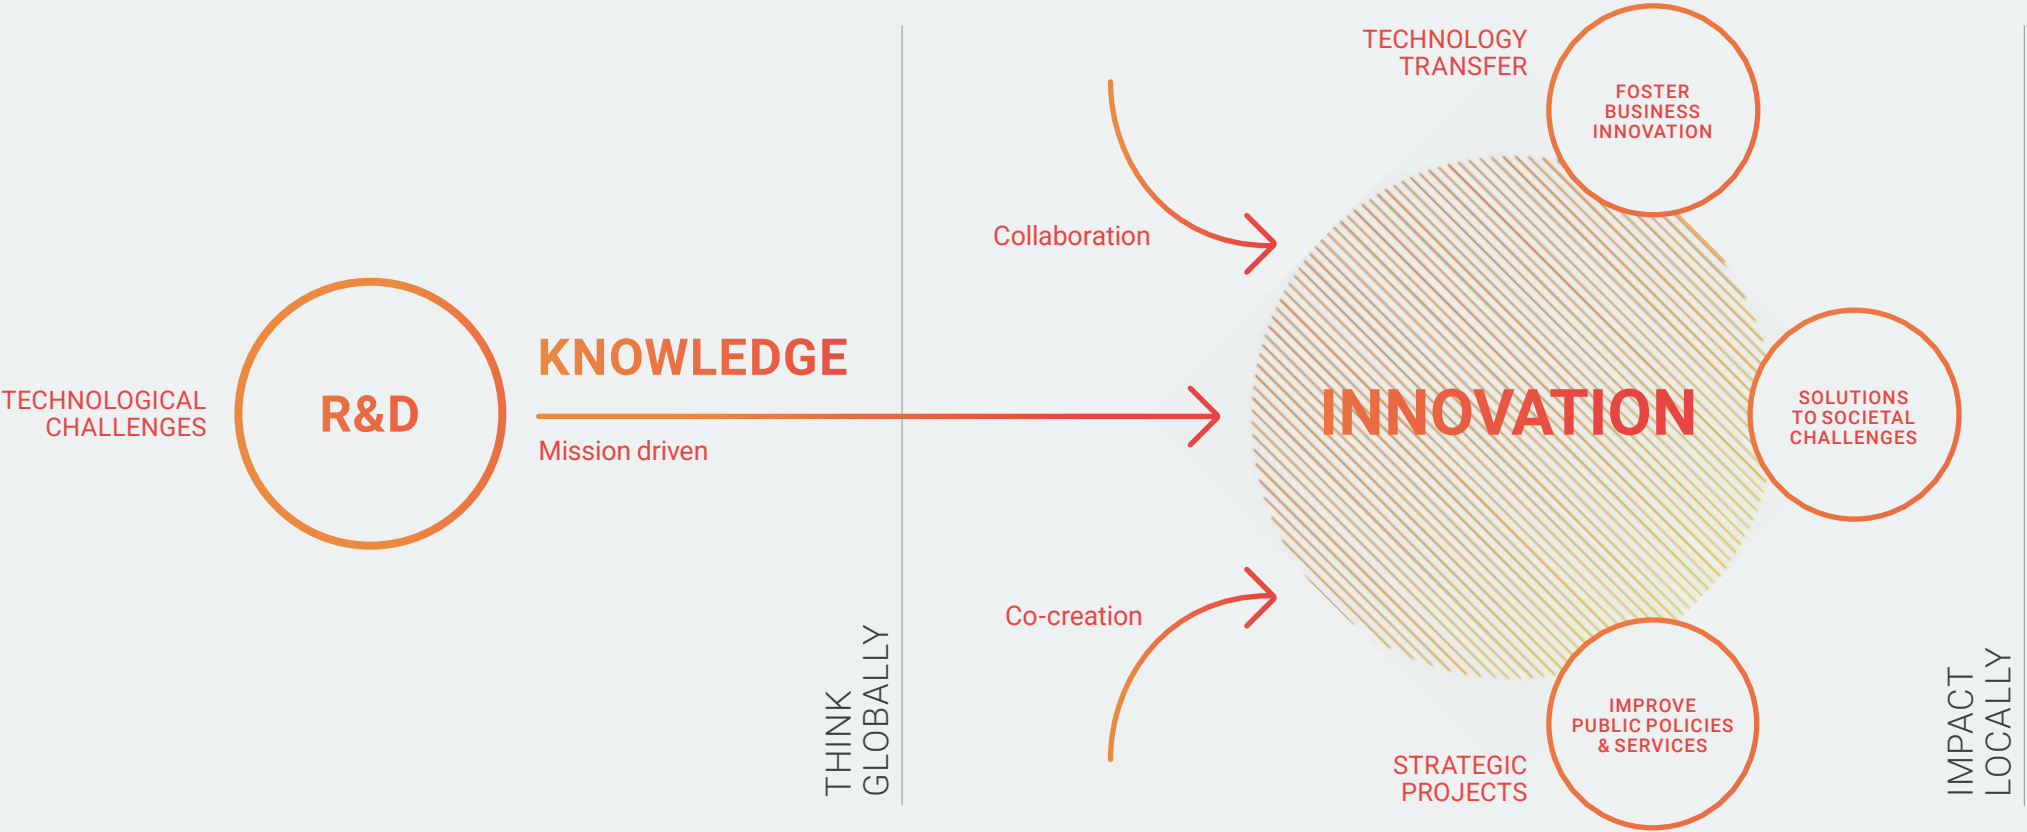 TECHNOLOGICAL
CHALLENGES
R&D
KNOWLEDGE
Mission driven
THINK
GLOBALLY
Collaboration
Co-creation
INNOVATION
TECHNOLOGY
TRANSFER
FOSTER
BUSINESS
INNOVATION
SOLUTIONS
TO SOCIETAL
CHALLENGES
STRATEGIC
PROJECTS
IMPROVE
PUBLIC POLICIES
& SERVICES
IMPACT
LOCALLY